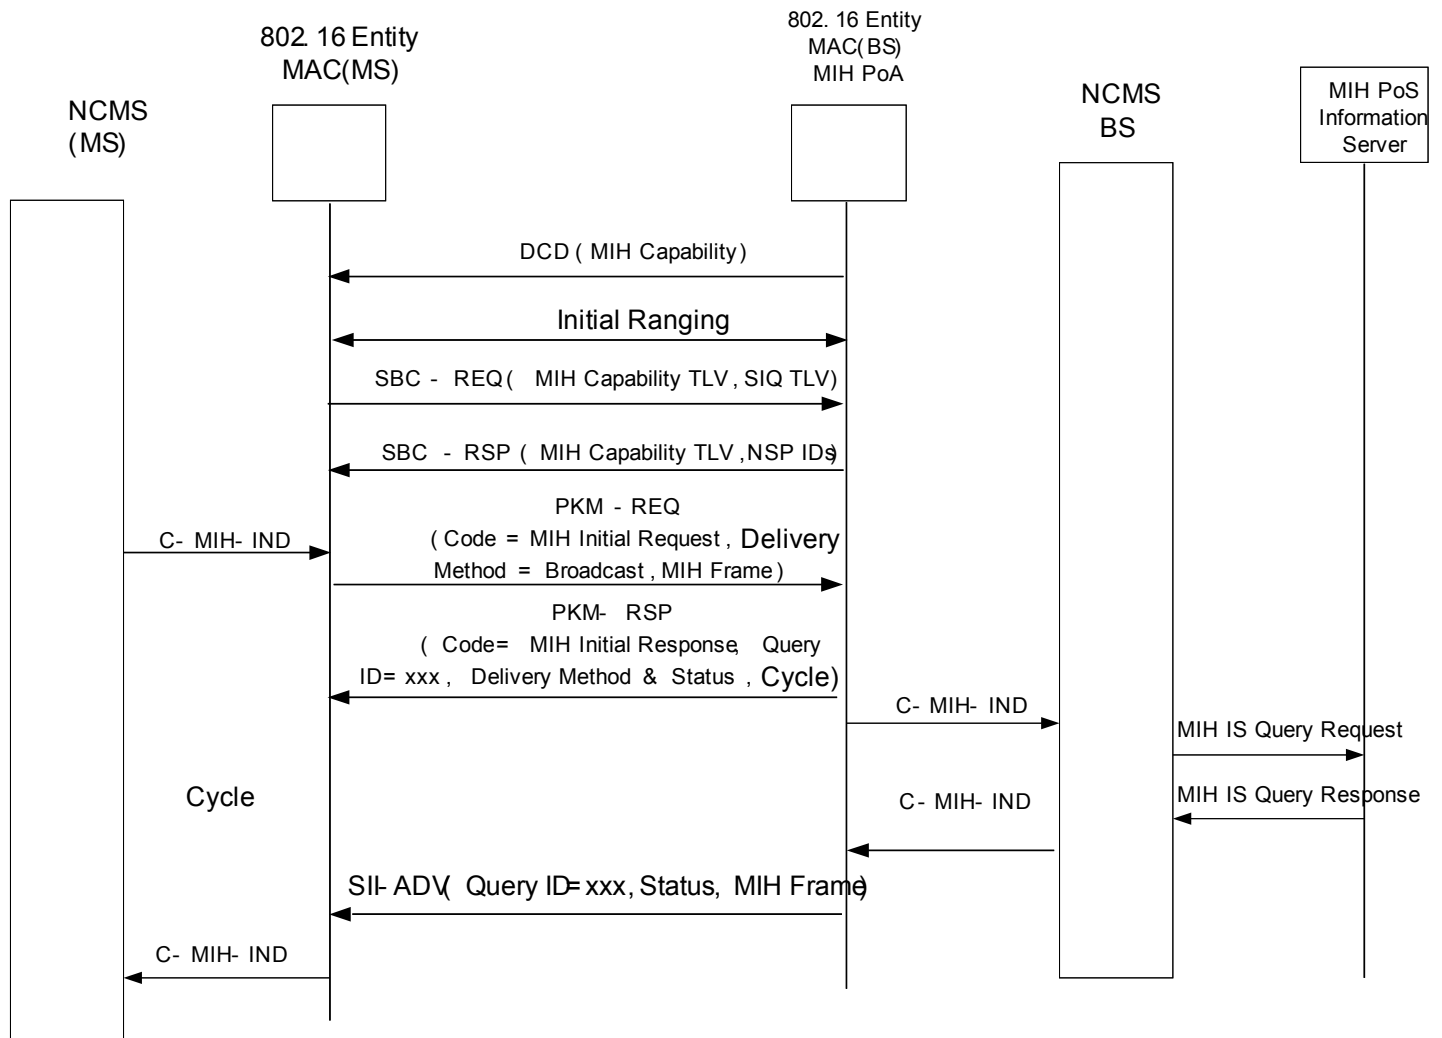 802. 16 Entity
MAC(MS)
802. 16 Entity
MAC(BS)
MIH PoA
NCMS
(MS)
NCMS
BS
MIH PoS
Information
Server
DCD ( MIH Capability)
Initial Ranging
SBC - REQ( MIH Capability TLV , SIQ TLV)
SBC - RSP ( MIH Capability TLV ,NSP IDs)
PKM - REQ
( Code = MIH Initial Request , Delivery
Method = Broadcast , MIH Frame )
C- MIH- IND
PKM- RSP
( Code= MIH Initial Response, Query
ID= xxx , Delivery Method & Status , Cycle)
C- MIH- IND
MIH IS Query Request
Cycle
C- MIH- IND
MIH IS Query Response
SII- ADV( Query ID=xxx, Status, MIH Frame)
C- MIH- IND